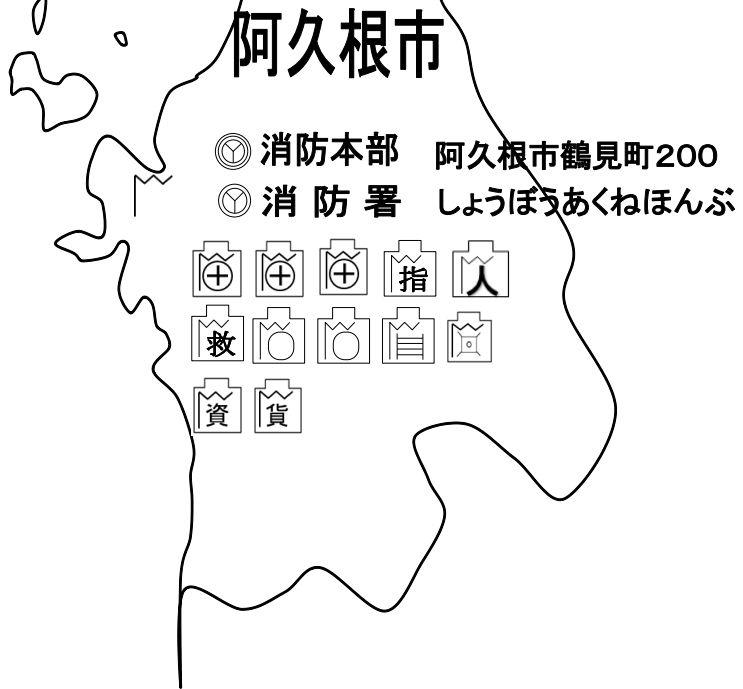 阿久根市
消防本部 阿久根市鶴見町200
消防署 しょうぼうあくねほんぶ
指 人
救
資 貨